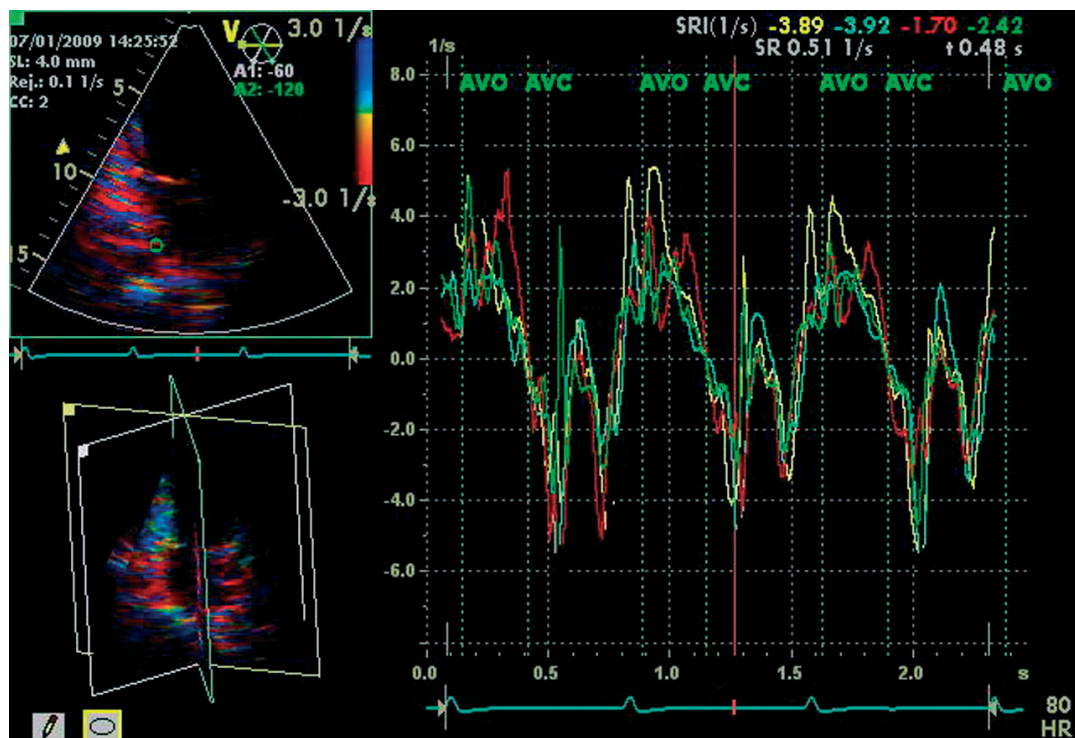 07/01/2009 14:25:52
SL: 4.0 mm
Rej.: 0.1 1/s
CC: 2
V
A1: -60
A2: -120
3.0 1/s
-3.0 1/s
5
10
15
SRI(1/s) -3.89 -3.92 -1.70 -2.42
SR 0.51 1/s t 0.48 s
1/s
AVO AVC AVO AVC AVO AVC AVO
8.0
6.0
4.0
2.0
0.0
-2.0
-4.0
-6.0
0.0 0.5 1.0 1.5 2.0 s
80
HR